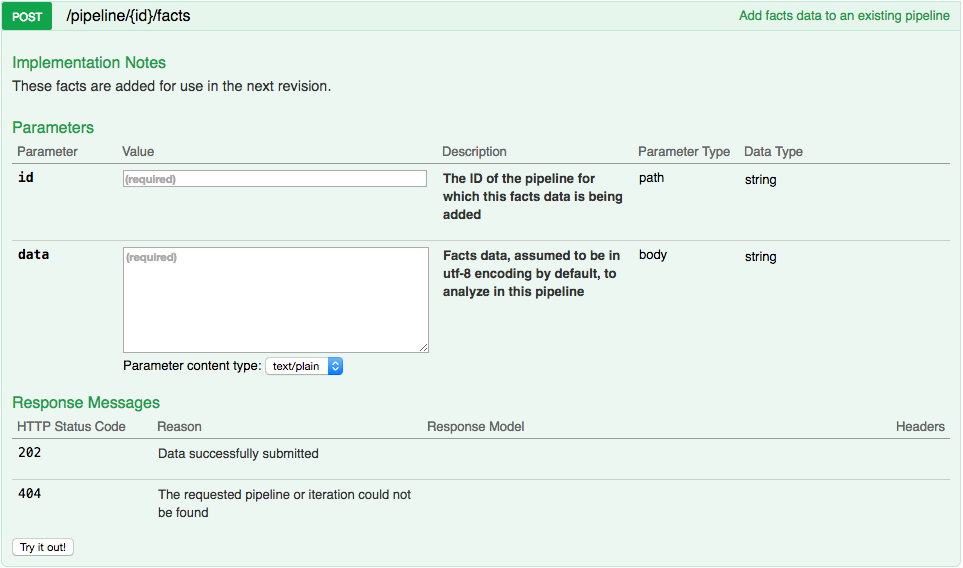 POST /pipeline/{id}/facts Add facts data to an existing pipeline
Implementation Notes
These facts are added for use in the next revision.
Parameters
Parameter Value Description Parameter Type Data Type
id (required) The ID of the pipeline for path string
which this facts data is being
added
data (required) Facts data, assumed to be in body string
utf-8 encoding by default, to
analyze in this pipeline
Parameter content type: text/plain
Response Messages
HTTP Status Code Reason Response Model Headers
202 Data successfully submitted
404 The requested pipeline or iteration could not
be found
Try it out!